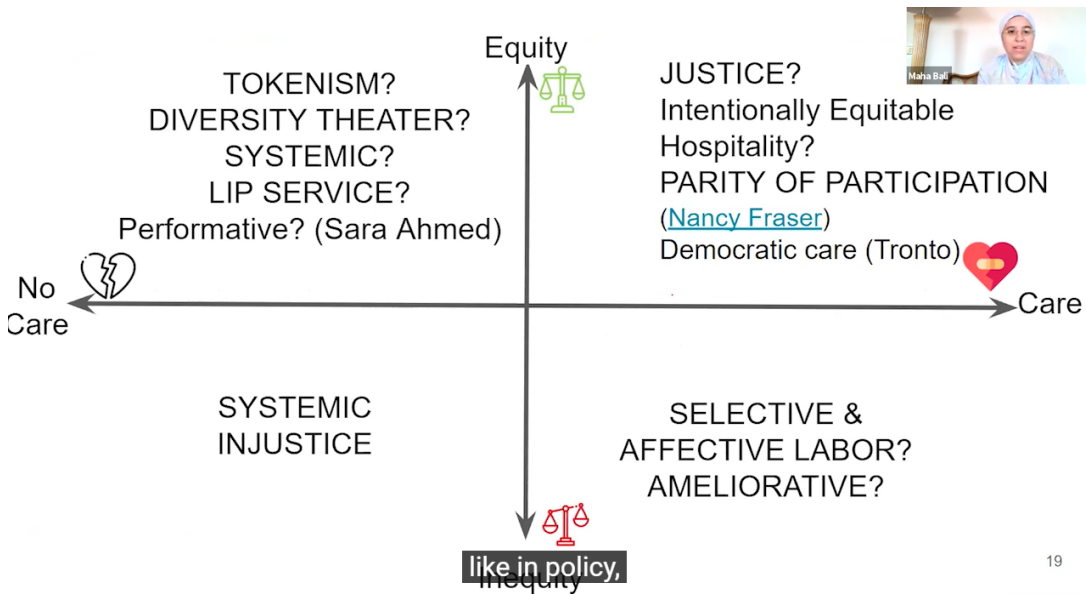 Equity
TOKENISM?
DIVERSITY THEATER?
SYSTEMIC?
LIP SERVICE?
Performative? (Sara Ahmed)
JUSTICE?
Intentionally Equitable
Hospitality?
PARITY OF PARTICIPATION
(Nancy Fraser)
Democratic care (Tronto)
Maha Bali
No
Care
Care
SYSTEMIC
INJUSTICE
SELECTIVE &
AFFECTIVE LABOR?
AMELIORATIVE?
like in policy,
Inequity
19